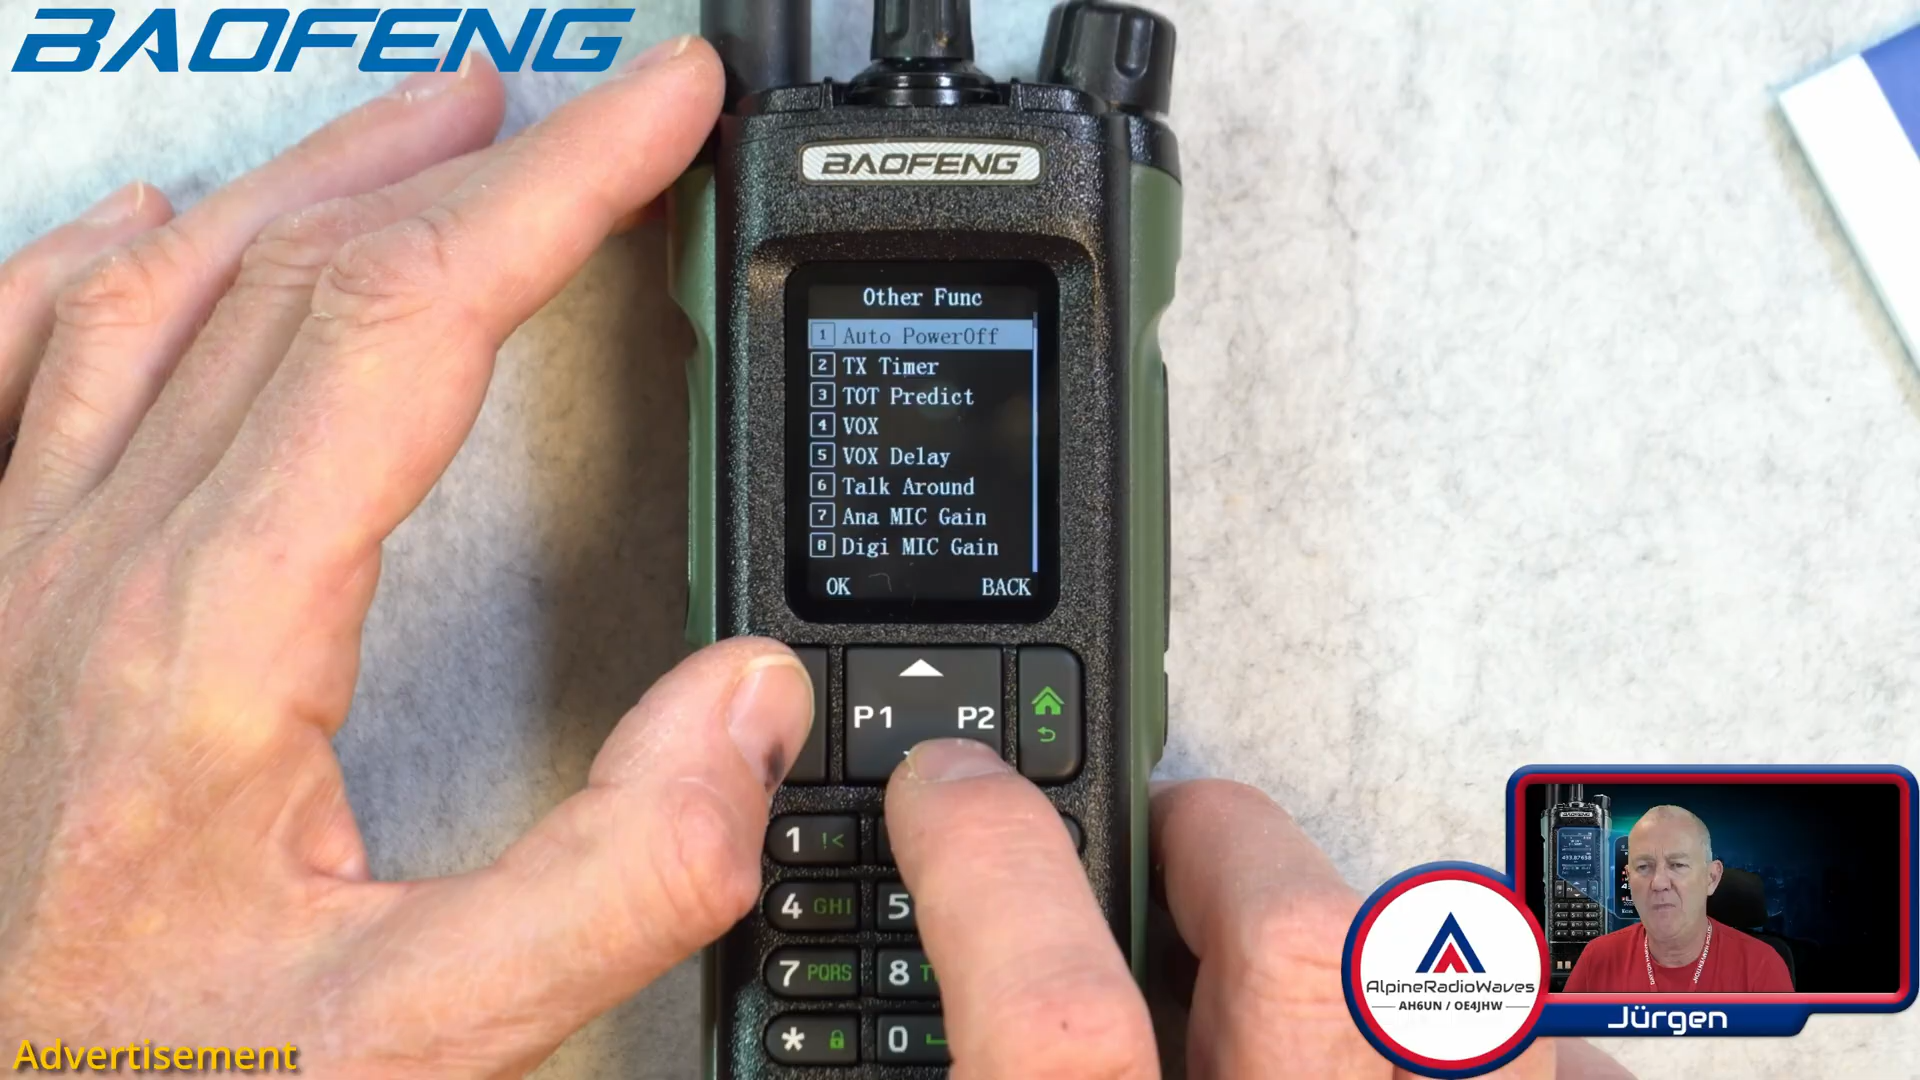 BAOFENG
BAOFENG
Other Func
1 Auto PowerOff
2 TX Timer
3 TOT Predict
4 VOX
5 VOX Delay
6 Talk Around
7 Ana MIC Gain
8 Digi MIC Gain
OK BACK
P1 P2
1 !<
4 GHI 5
7 PQRS 8 T
* 0
AlpineRadioWaves
AH6UN / OE4JHW
Jürgen
Advertisement